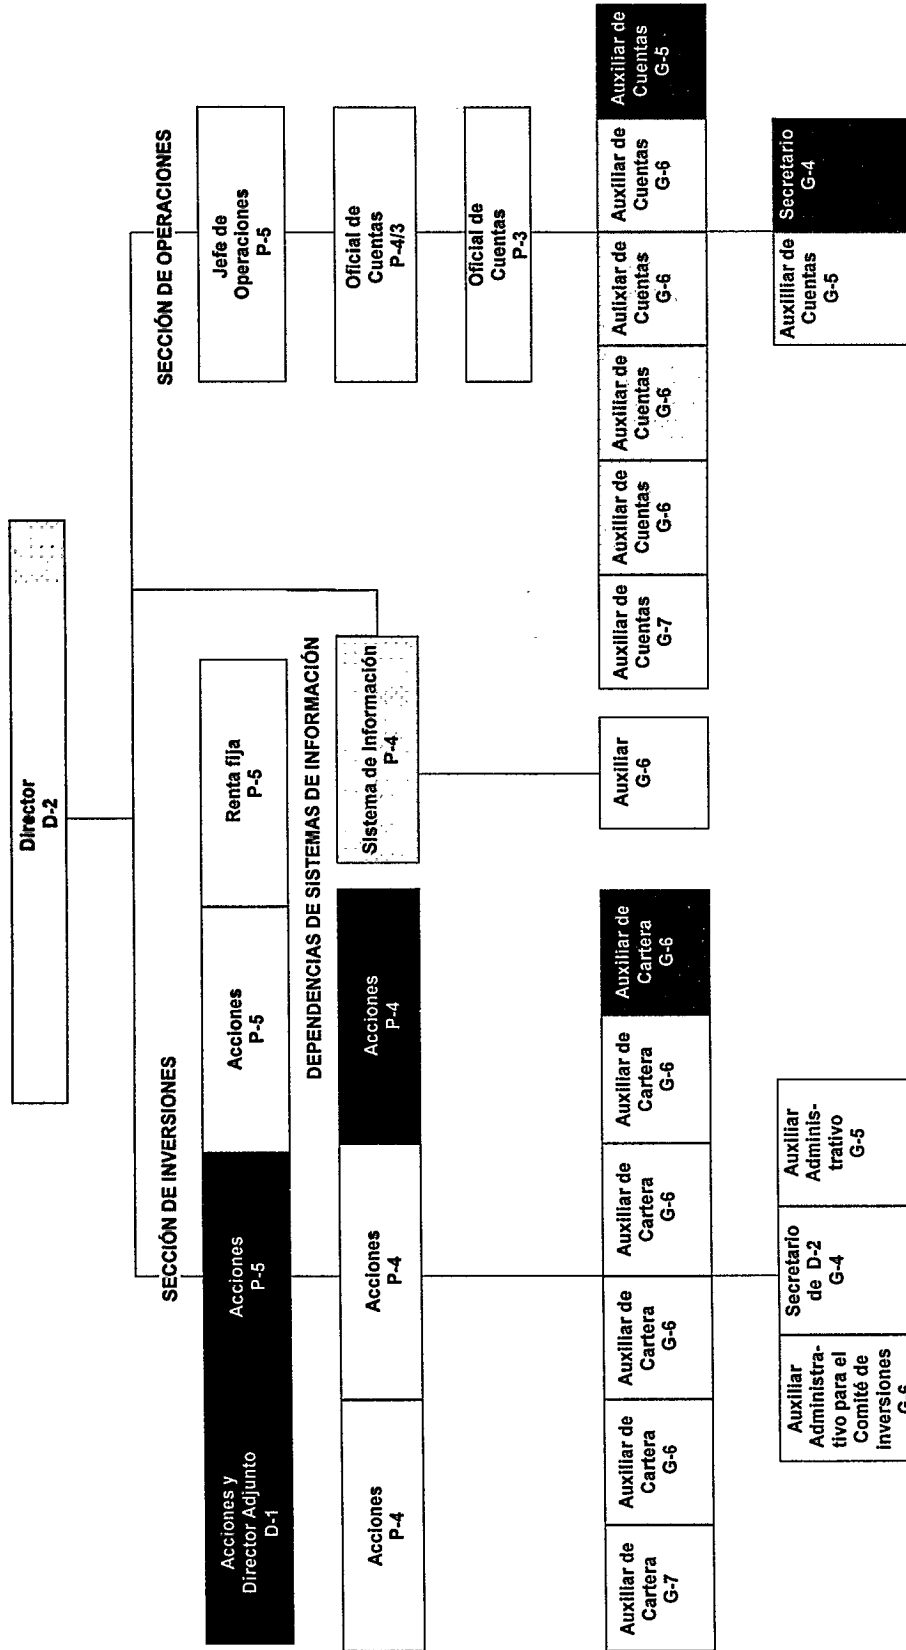 Director
D-2
SECCIÓN DE INVERSIONES
Acciones y
Director Adjunto
D-1
Acciones
P-5
Acciones
P-5
Renta fija
P-5
Acciones
P-4
Acciones
P-4
Acciones
P-4
Auxiliar de
Cartera
G-7
Auxiliar de
Cartera
G-6
Auxiliar de
Cartera
G-6
Auxiliar de
Cartera
G-6
Auxiliar de
Cartera
G-6
Auxiliar de
Cartera
G-6
Auxiliar
Administra-
tivo para el
Comité de
inversiones
G-6
Secretario
de D-2
G-4
Auxiliar
Adminis-
trativo
G-5
DEPENDENCIAS DE SISTEMAS DE INFORMACIÓN
Sistema de Información
P-4
Auxiliar
G-6
SECCIÓN DE OPERACIONES
Jefe de
Operaciones
P-5
Oficial de
Cuentas
P-4/3
Oficial de
Cuentas
P-3
Auxiliar de
Cuentas
G-7
Auxiliar de
Cuentas
G-6
Auxiliar de
Cuentas
G-6
Autixlar de
Cuentas
G-6
Auxiliar de
Cuentas
G-6
Auxiliar de
Cuentas
G-5
Auxilliar de
Cuentas
G-5
Secretario
G-4